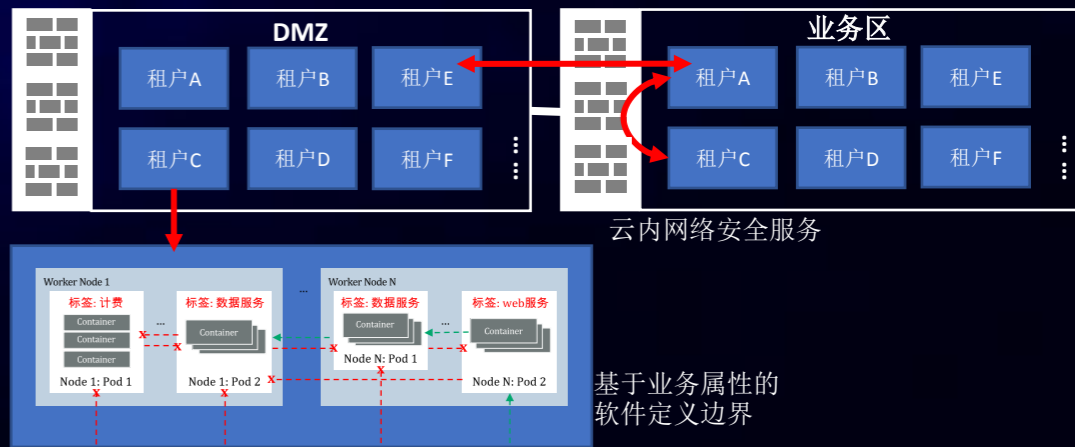 DMZ
租户A
租户B
租户E
租户C
租户D
租户F
业务区
租户A
租户B
租户E
租户C
租户D
租户F
云内网络安全服务
Worker Node 1
标签: 计费
...
标签: 数据服务
Container
Container
Container
Container
Node 1: Pod 1
Node 1: Pod 2
...
Worker Node N
标签: 数据服务
...
标签: web服务
Container
Container
Node N: Pod 1
Node N: Pod 2
基于业务属性的
软件定义边界